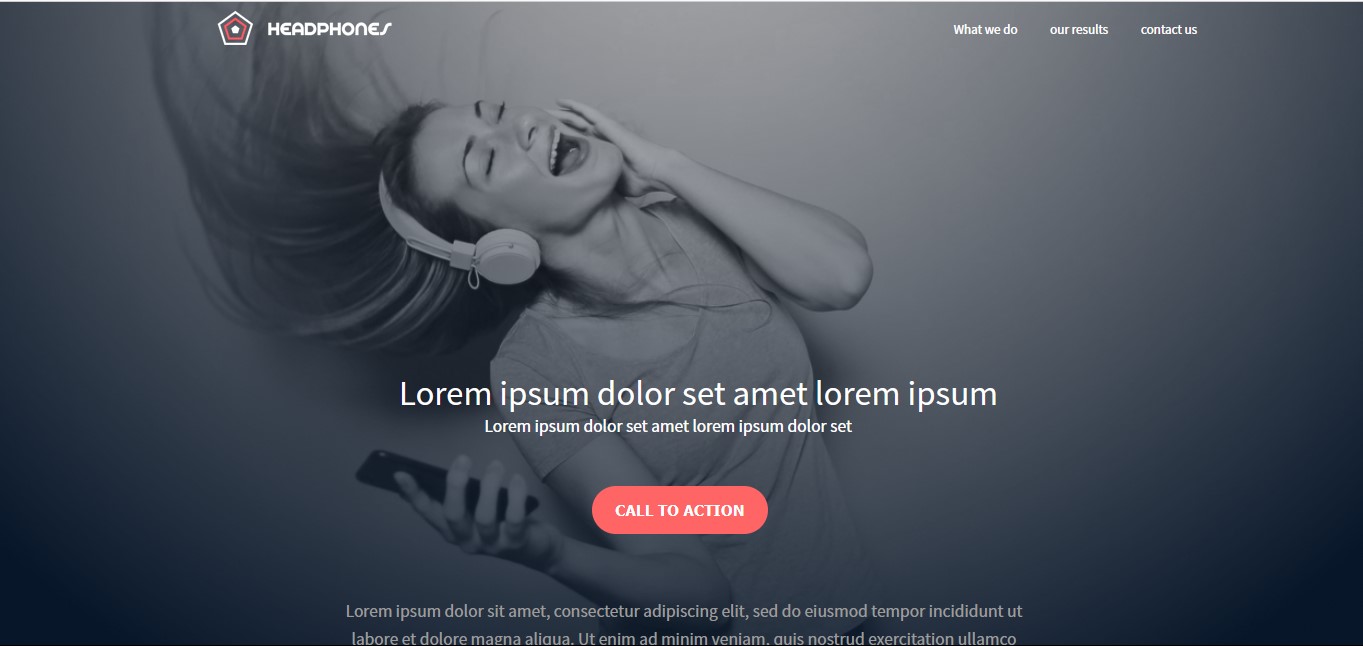 HEADPHONES
What we do our results contact us
Lorem ipsum dolor set amet lorem ipsum
Lorem ipsum dolor set amet lorem ipsum dolor set
CALL TO ACTION
Lorem ipsum dolor sit amet, consectetur adipiscing elit, sed do eiusmod tempor incididunt ut
labore et dolore magna aliqua. Ut enim ad minim veniam, quis nostrud exercitation ullamco